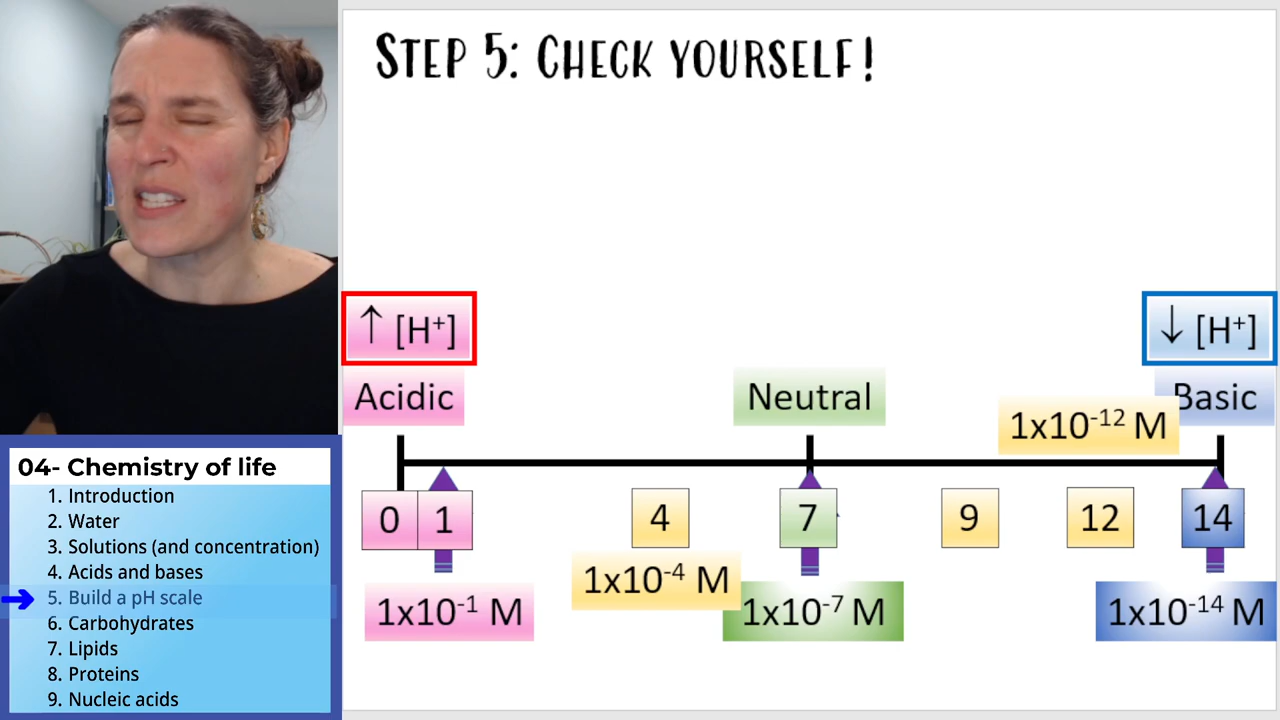 STEP 5: CHECK YOURSELF!
↑ [H⁺]
↓ [H⁺]
Acidic
Neutral
Basic
1x10⁻¹² M
0
1
4
7
9
12
14
1x10⁻⁴ M
1x10⁻¹ M
1x10⁻⁷ M
1x10⁻¹⁴ M
04- Chemistry of life
1. Introduction
2. Water
3. Solutions (and concentration)
4. Acids and bases
5. Build a pH scale
6. Carbohydrates
7. Lipids
8. Proteins
9. Nucleic acids